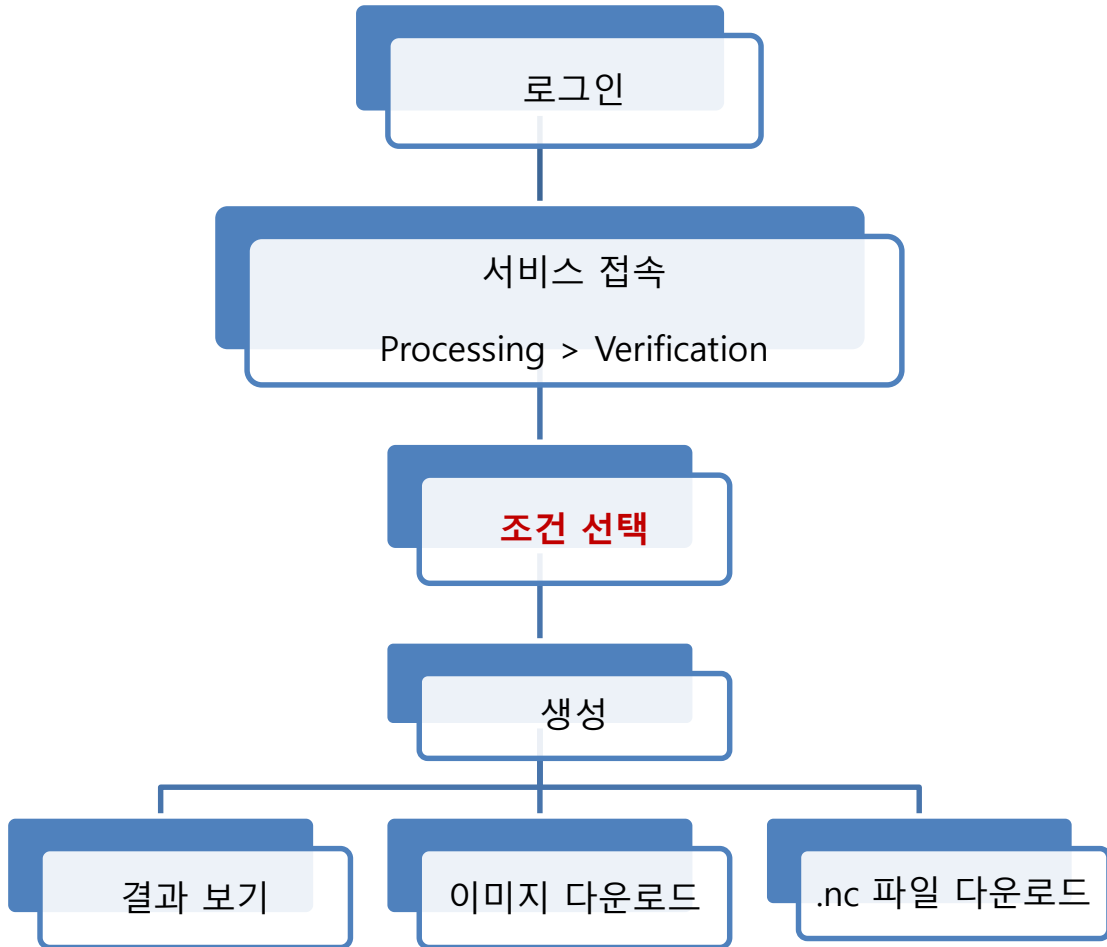 로그인
서비스 접속
Processing > Verification
조건 선택
생성
결과 보기
이미지 다운로드
.nc 파일 다운로드